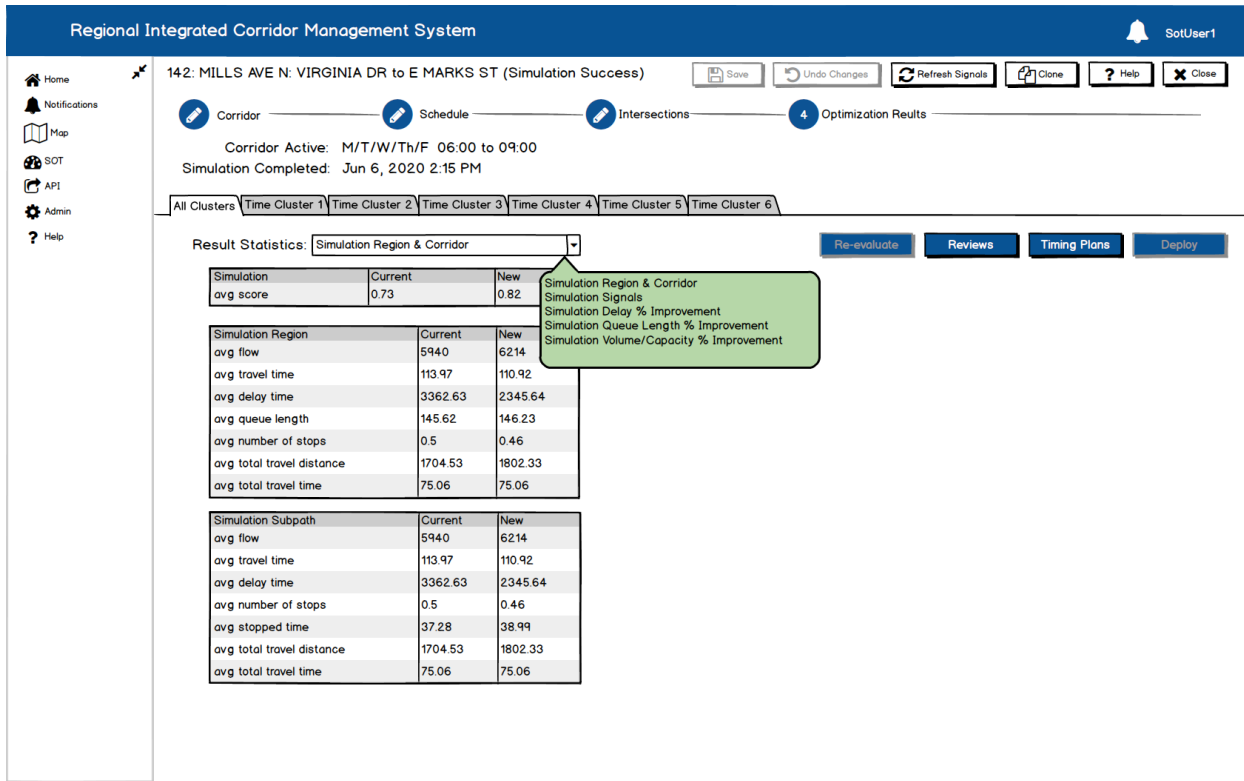 Regional Integrated Corridor Management System
SotUser1
Home
Notifications
Map
SOT
API
Admin
? Help
142: MILLS AVE N: VIRGINIA DR to E MARKS ST (Simulation Success)
Save
Undo Changes
Refresh Signals
Clone
? Help
Close
Corridor
Schedule
Intersections
4 Optimization Reults
Corridor Active: M/T/W/Th/F 06:00 to 09:00
Simulation Completed: Jun 6, 2020 2:15 PM
All Clusters Time Cluster 1 Time Cluster 2 Time Cluster 3 Time Cluster 4 Time Cluster 5 Time Cluster 6
Result Statistics: Simulation Region & Corridor
Re-evaluate
Reviews
Timing Plans
Deploy
Simulation Current New
avg score 0.73 0.82
Simulation Region & Corridor
Simulation Signals
Simulation Delay % Improvement
Simulation Queue Length % Improvement
Simulation Volume/Capacity % Improvement
Simulation Region Current New
avg flow 5940 6214
avg travel time 113.97 110.92
avg delay time 3362.63 2345.64
avg queue length 145.62 146.23
avg number of stops 0.5 0.46
avg total travel distance 1704.53 1802.33
avg total travel time 75.06 75.06
Simulation Subpath Current New
avg flow 5940 6214
avg travel time 113.97 110.92
avg delay time 3362.63 2345.64
avg number of stops 0.5 0.46
avg stopped time 37.28 38.99
avg total travel distance 1704.53 1802.33
avg total travel time 75.06 75.06